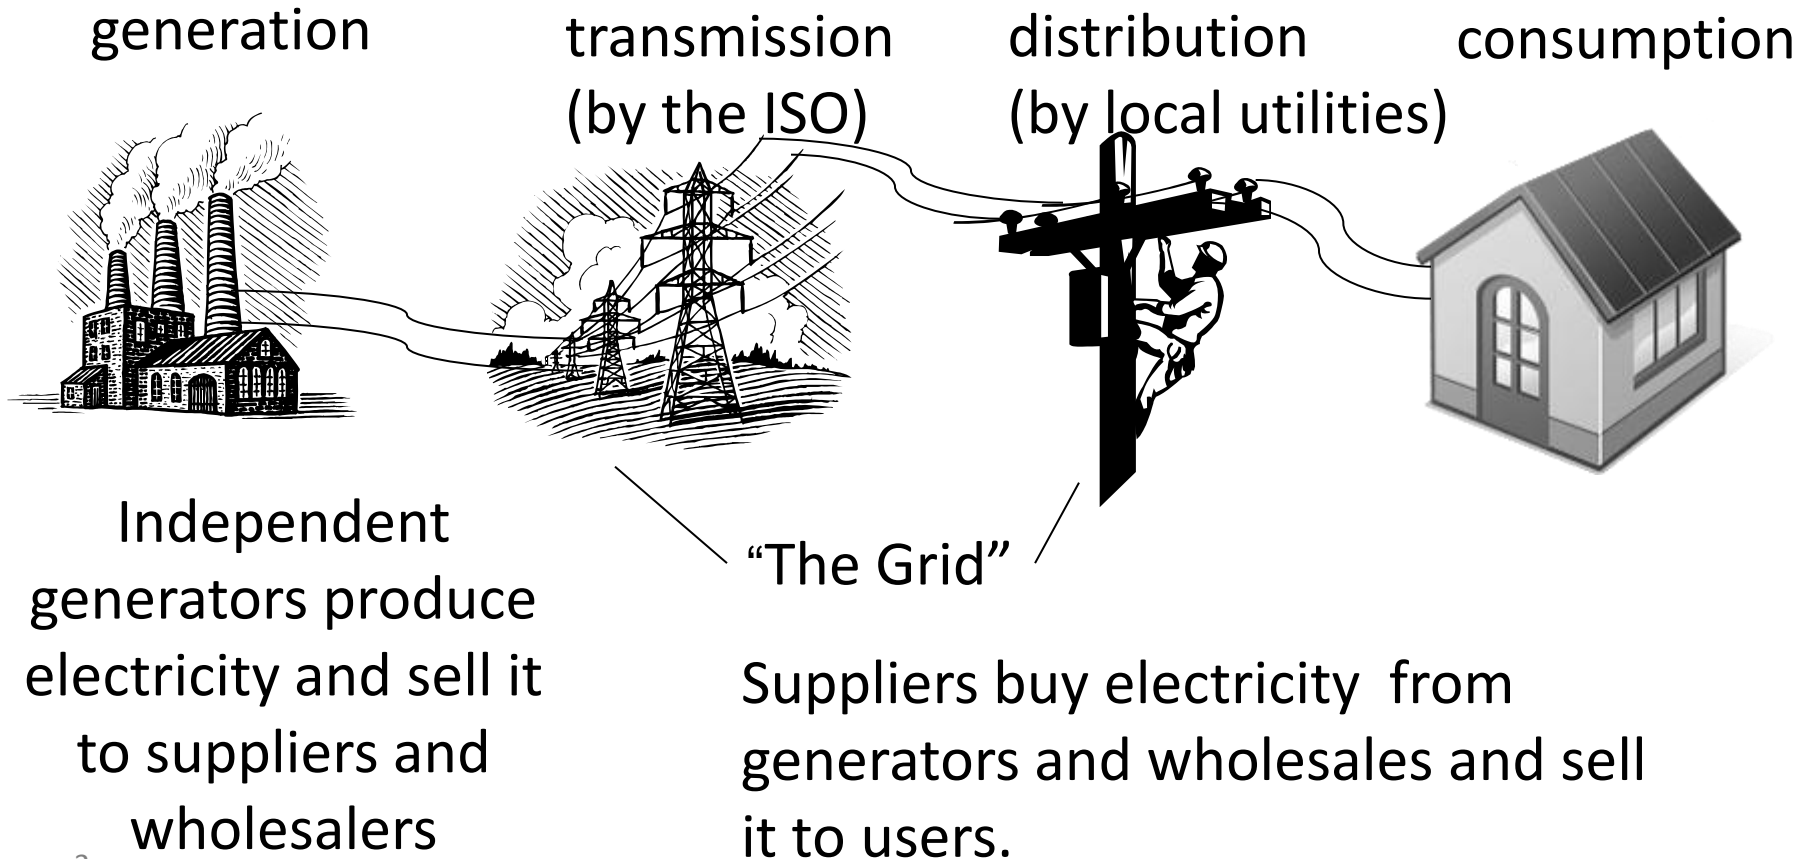 generation
transmission
(by the ISO)
distribution
(by local utilities)
consumption
Independent
generators produce
electricity and sell it
to suppliers and
wholesalers
“The Grid”
Suppliers buy electricity  from
generators and wholesales and sell
it to users.